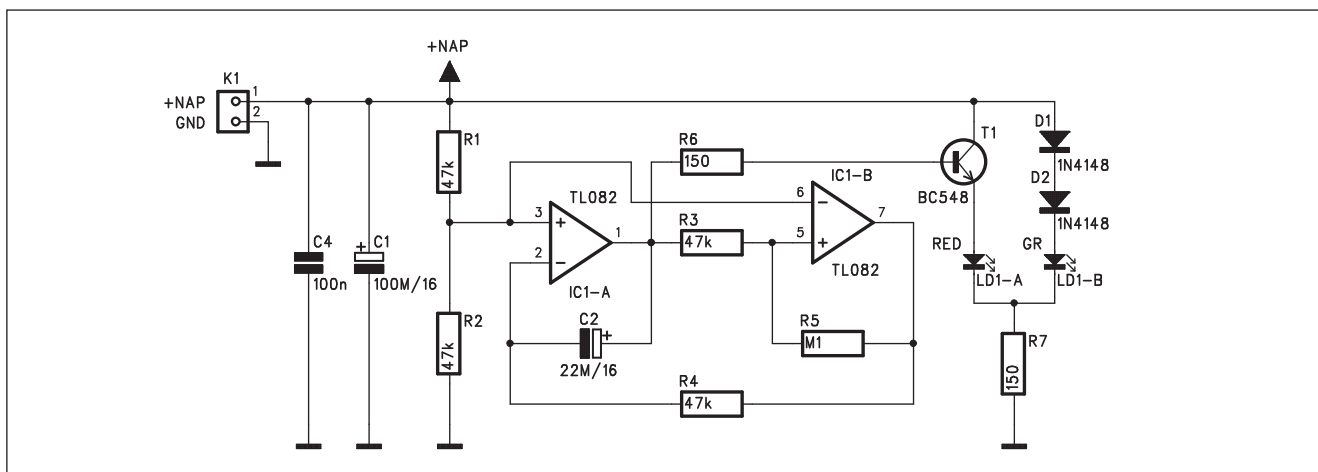 +NAP
K1
+NAP
GND
1
2
R1
47k
R2
47k
C4
100n
C1
+
100M/16
TL082
3
+
2
−
1
IC1-A
C2
+
22M/16
R6
150
R3
47k
R4
47k
IC1-B
6
−
5
+
7
TL082
R5
M1
T1
BC548
D1
1N4148
D2
1N4148
RED
LD1-A
GR
LD1-B
R7
150